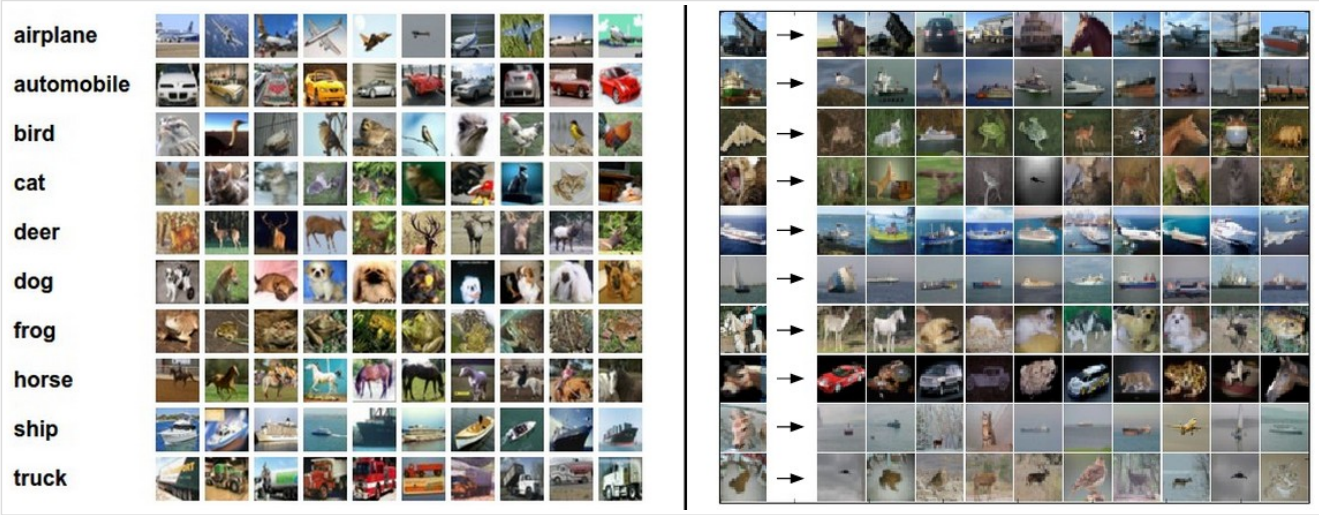 airplane
automobile
bird
cat
deer
dog
frog
horse
ship
truck